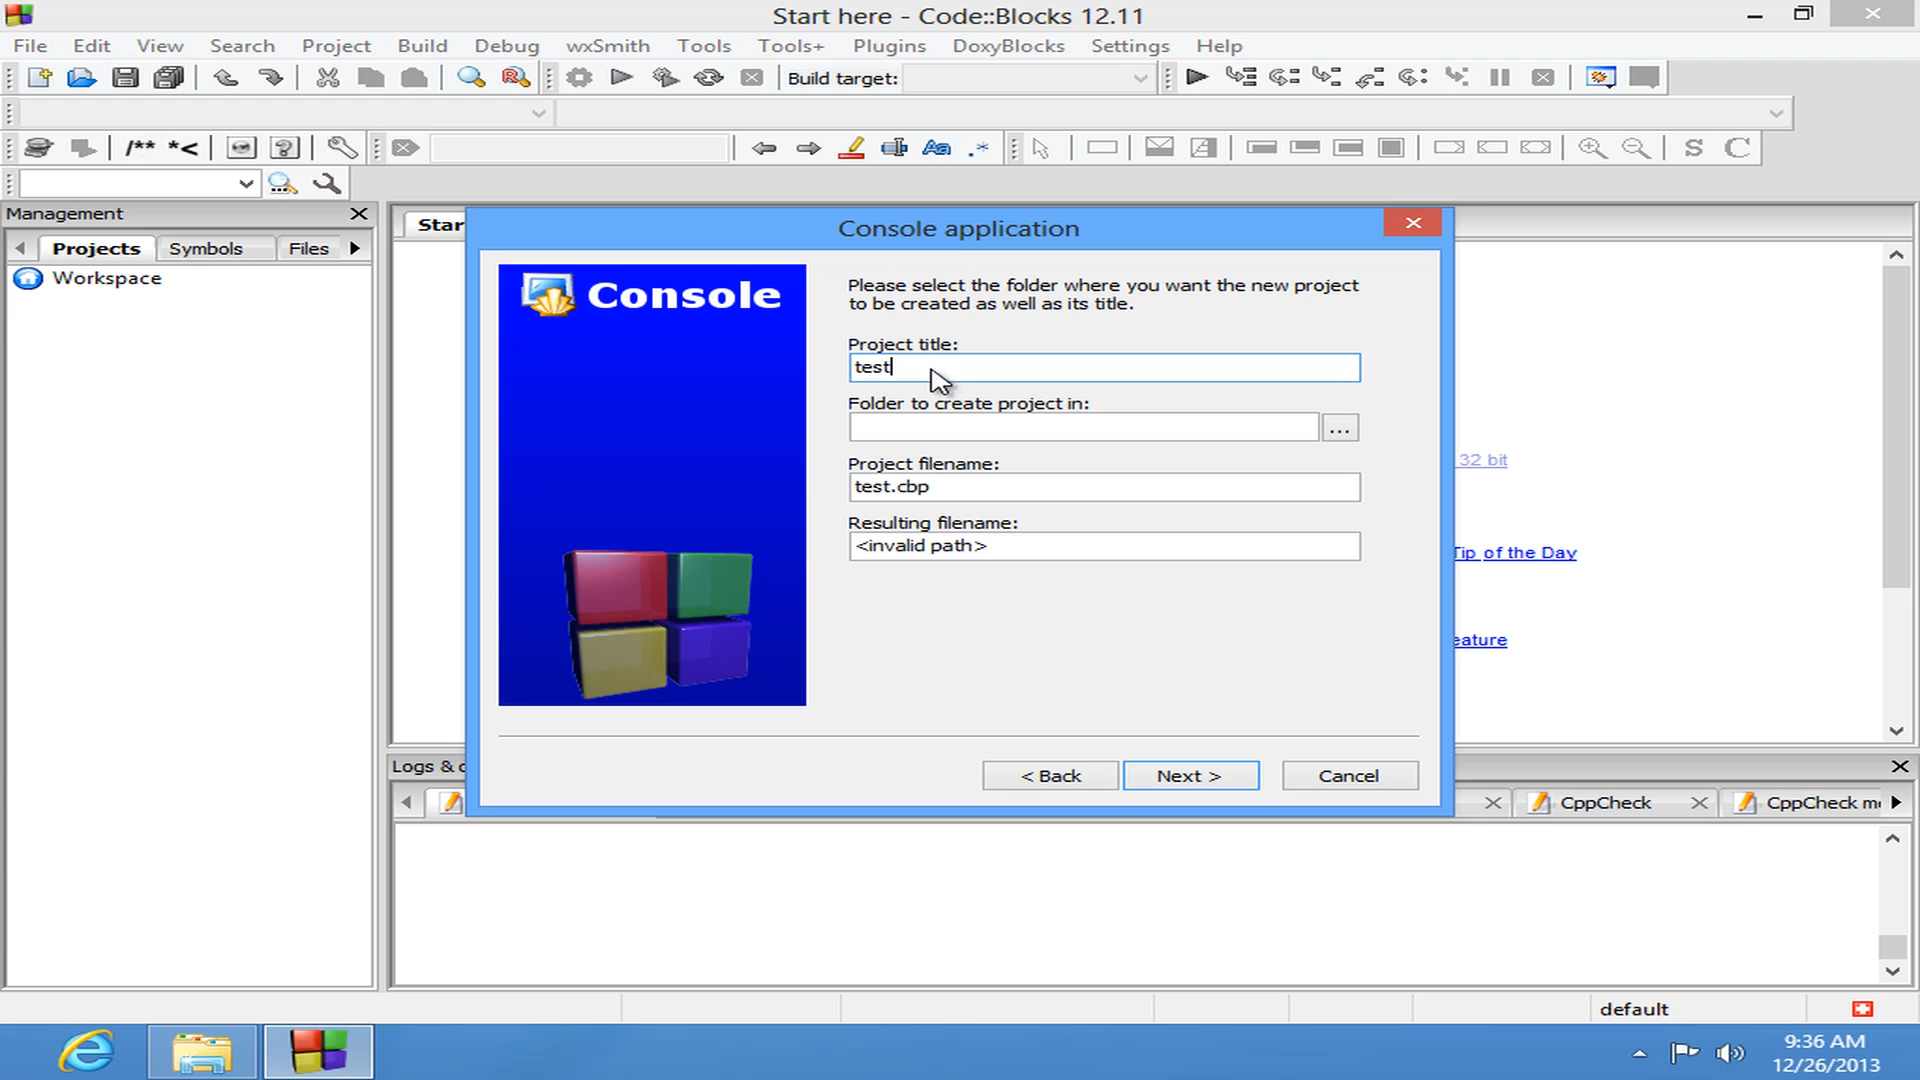 Start here - Code::Blocks 12.11
File Edit View Search Project Build Debug wxSmith Tools Tools+ Plugins DoxyBlocks Settings Help
Build target:
/** *<
Aa .*
S C
Management
Projects Symbols Files
Workspace
Star
Console application
Console
Please select the folder where you want the new project
to be created as well as its title.
Project title:
test
Folder to create project in:
...
Project filename:
test.cbp
Resulting filename:
<invalid path>
32 bit
Tip of the Day
eature
< Back Next > Cancel
Logs & o
CppCheck CppCheck me
default
9:36 AM
12/26/2013